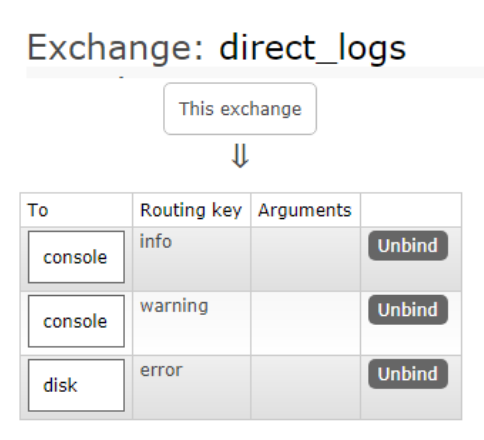 Exchange: direct_logs
This exchange
⇓
To Routing key Arguments
console info Unbind
console warning Unbind
disk error Unbind